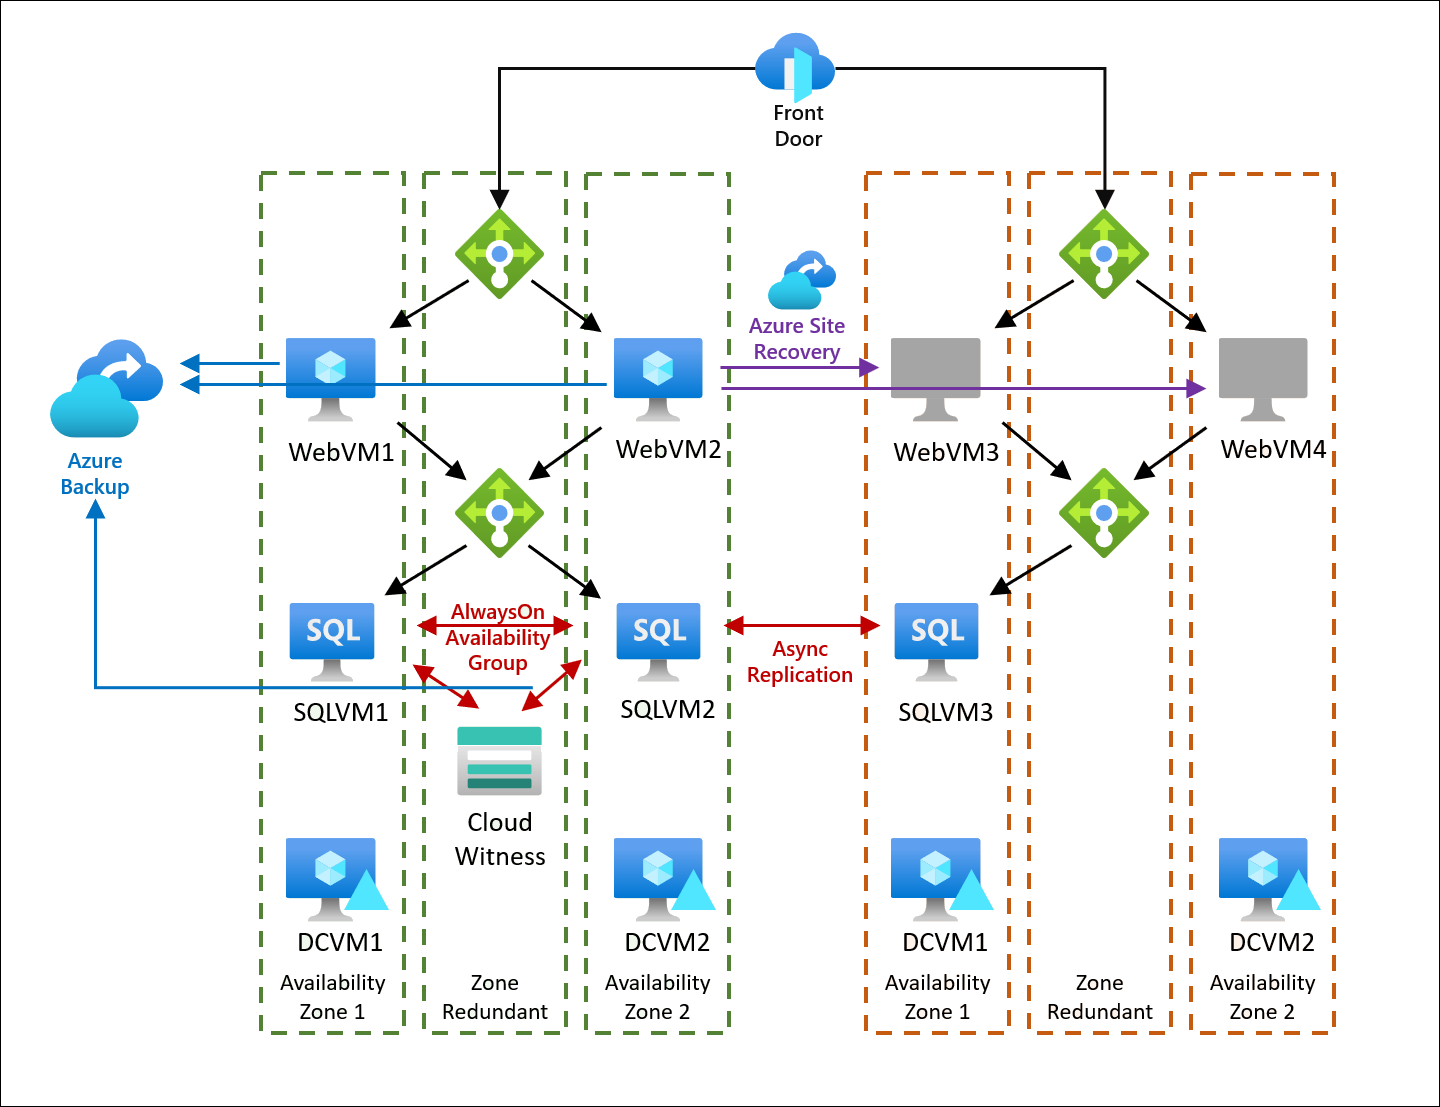 Front
Door
Azure Site
Recovery
WebVM1
WebVM2
WebVM3
WebVM4
Azure
Backup
SQL
AlwaysOn
Availability
Group
SQL
Async
Replication
SQL
SQLVM1
SQLVM2
SQLVM3
Cloud
Witness
DCVM1
DCVM2
DCVM1
DCVM2
Availability
Zone 1
Zone
Redundant
Availability
Zone 2
Availability
Zone 1
Zone
Redundant
Availability
Zone 2